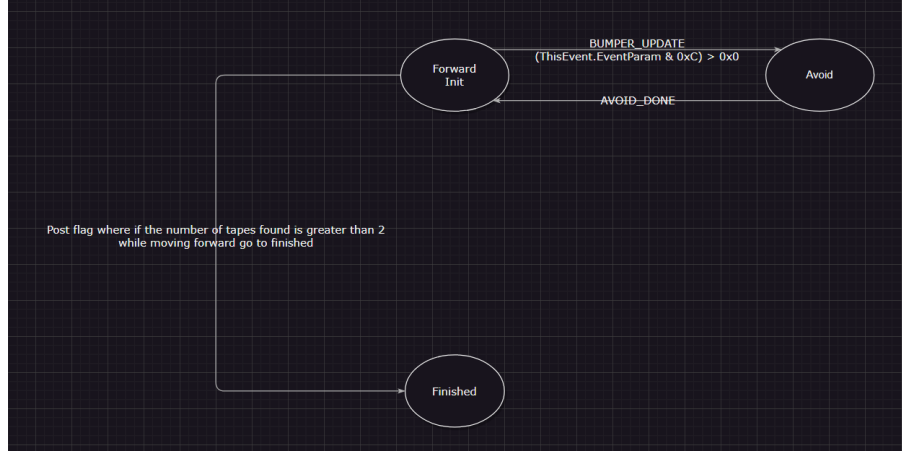 BUMPER_UPDATE
(ThisEvent.EventParam & 0xC) > 0x0
Forward
Init
Avoid
AVOID_DONE
Post flag where if the number of tapes found is greater than 2
while moving forward go to finished
Finished